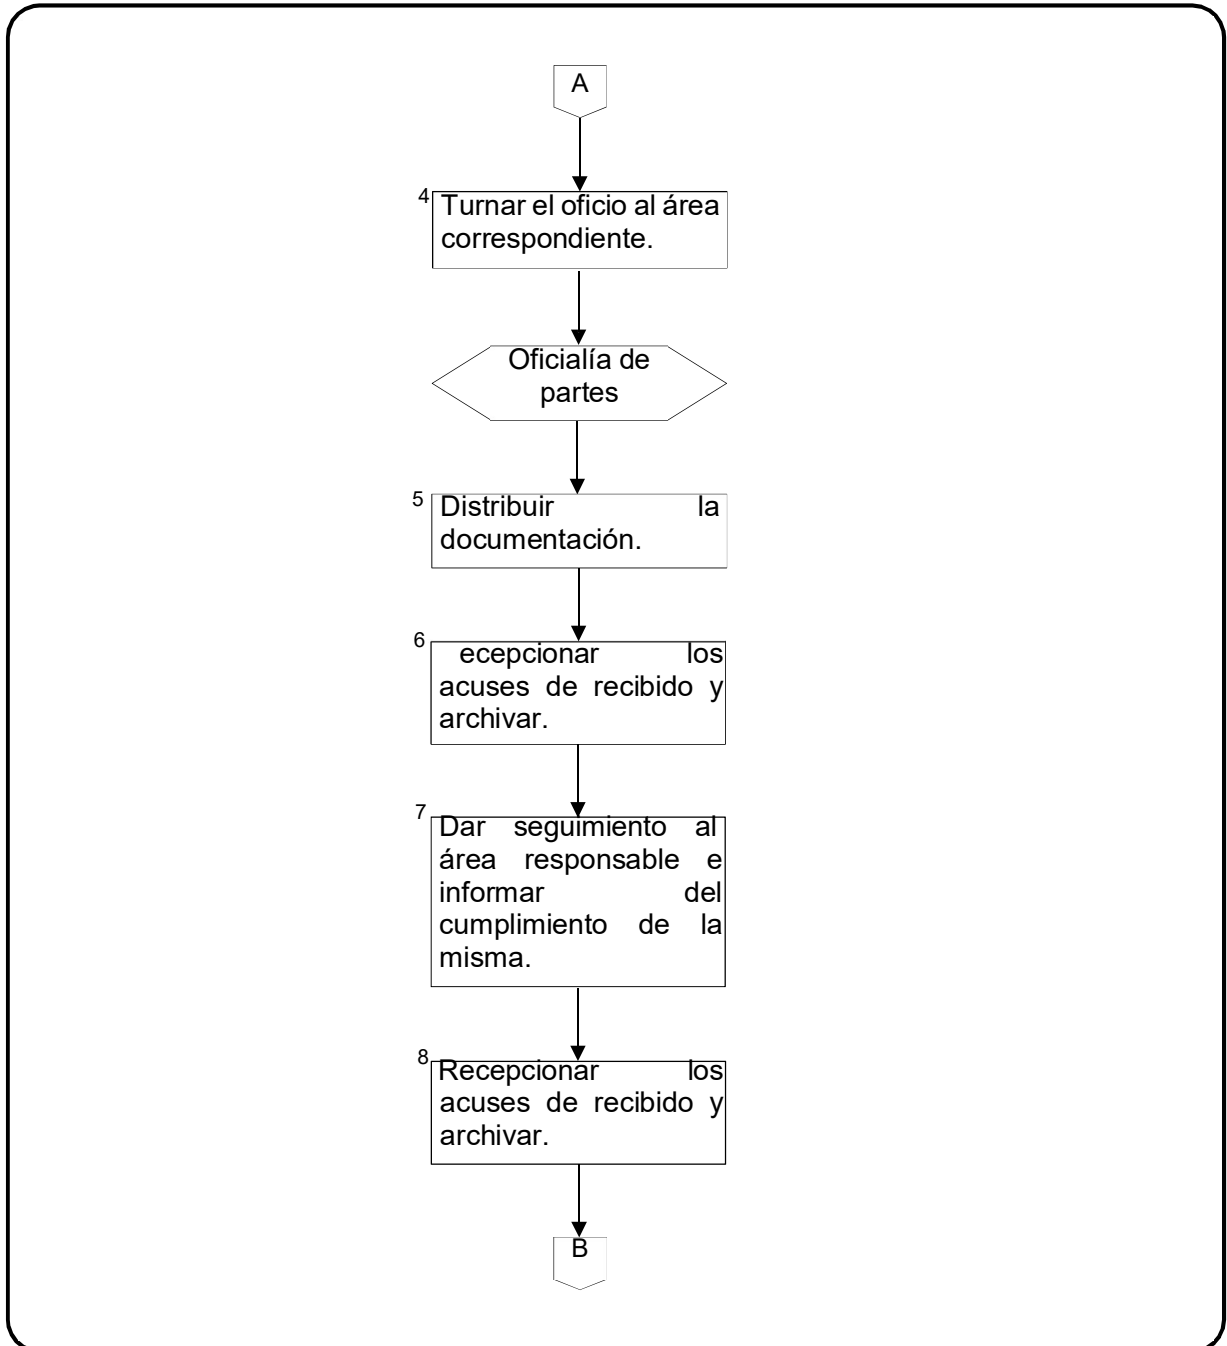 A
4
Turnar el oficio al área
correspondiente.
Oficialía de
partes
5
Distribuir la
documentación.
6
ecepcionar los
acuses de recibido y
archivar.
7
Dar seguimiento al
área responsable e
informar del
cumplimiento de la
misma.
8
Recepcionar los
acuses de recibido y
archivar.
B